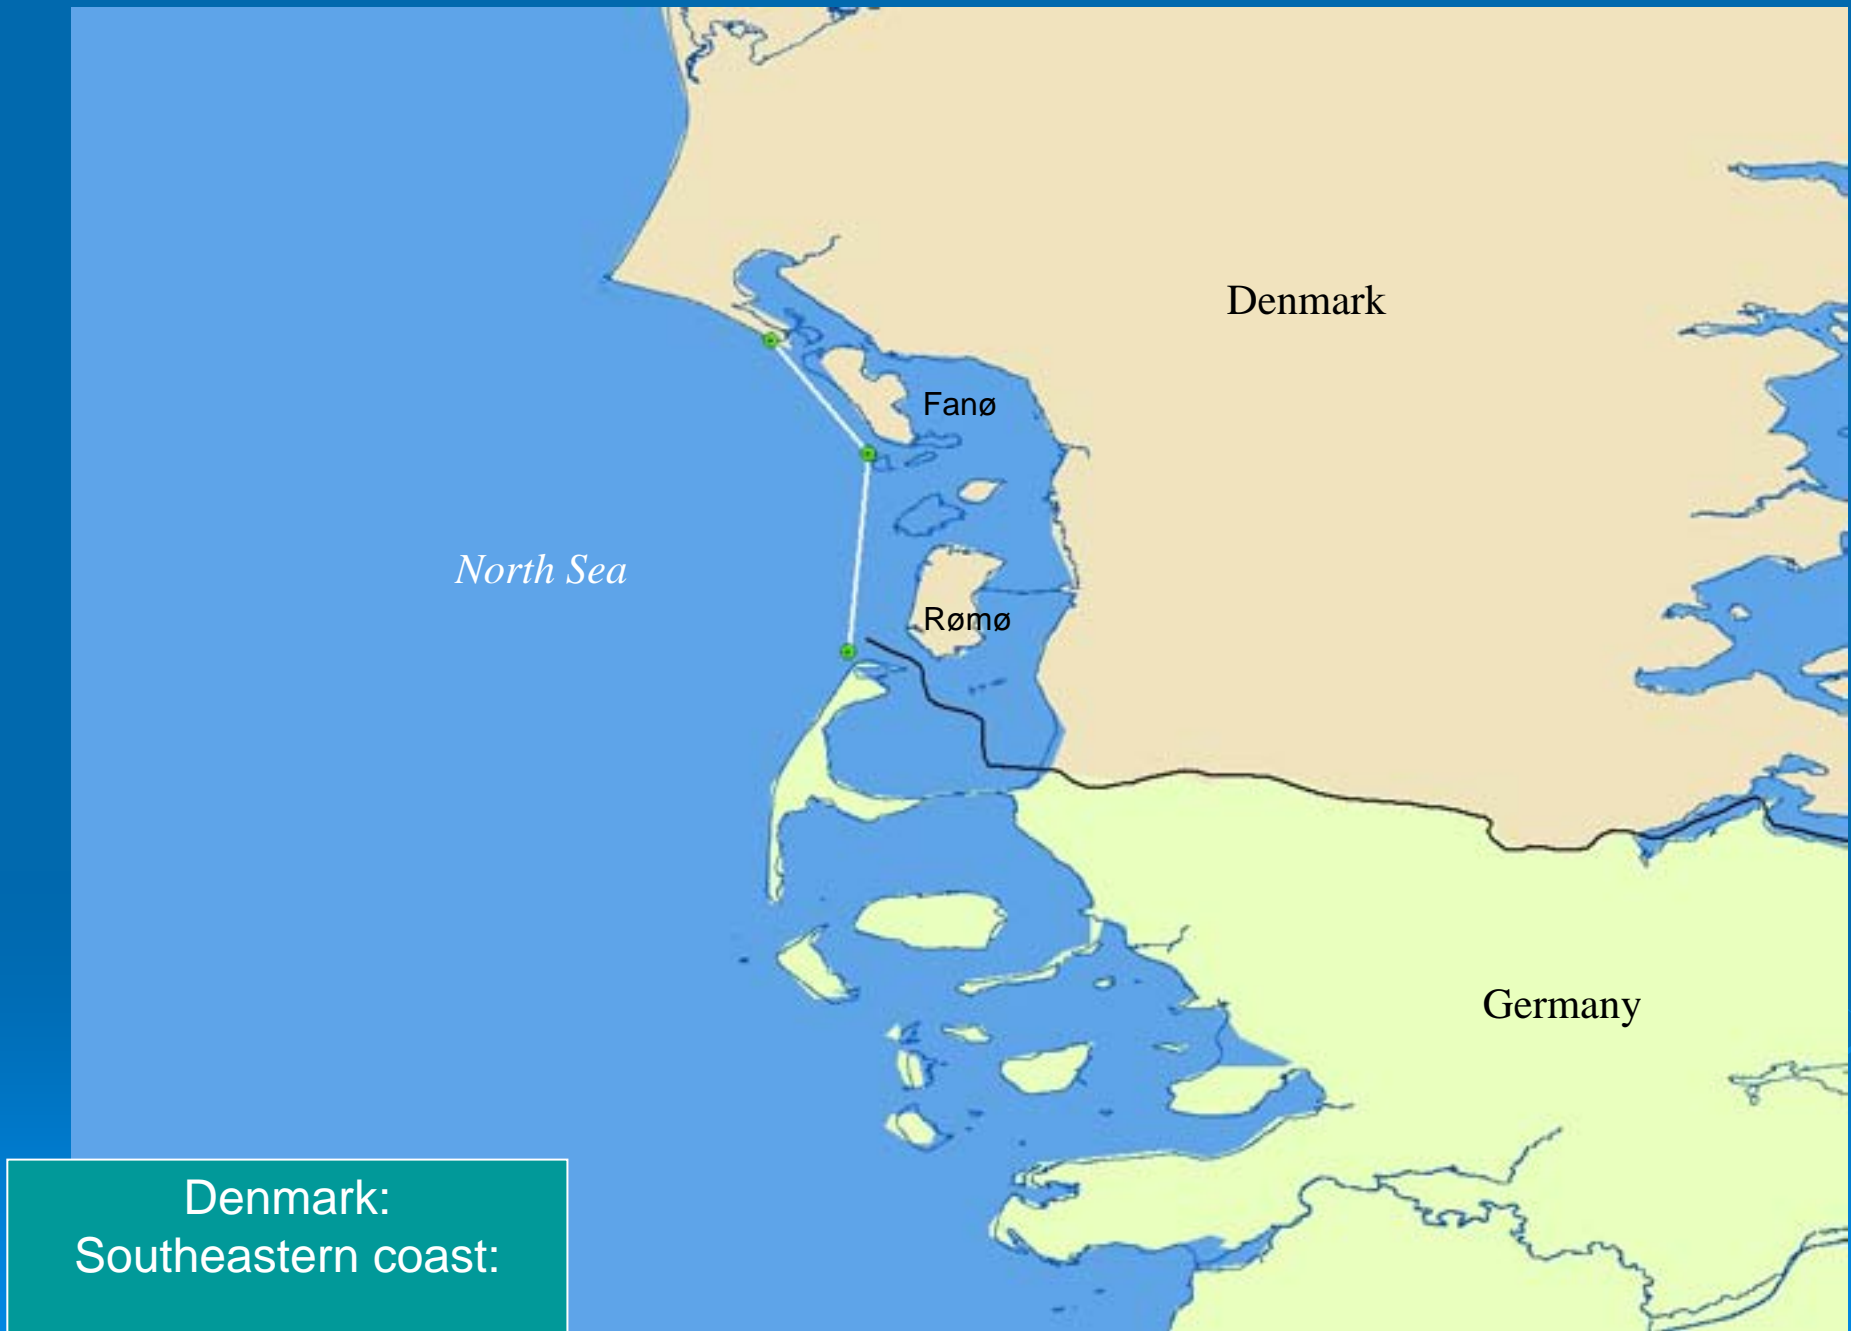 Denmark
Fanø
North Sea
Rømø
Germany
Denmark:
Southeastern coast: